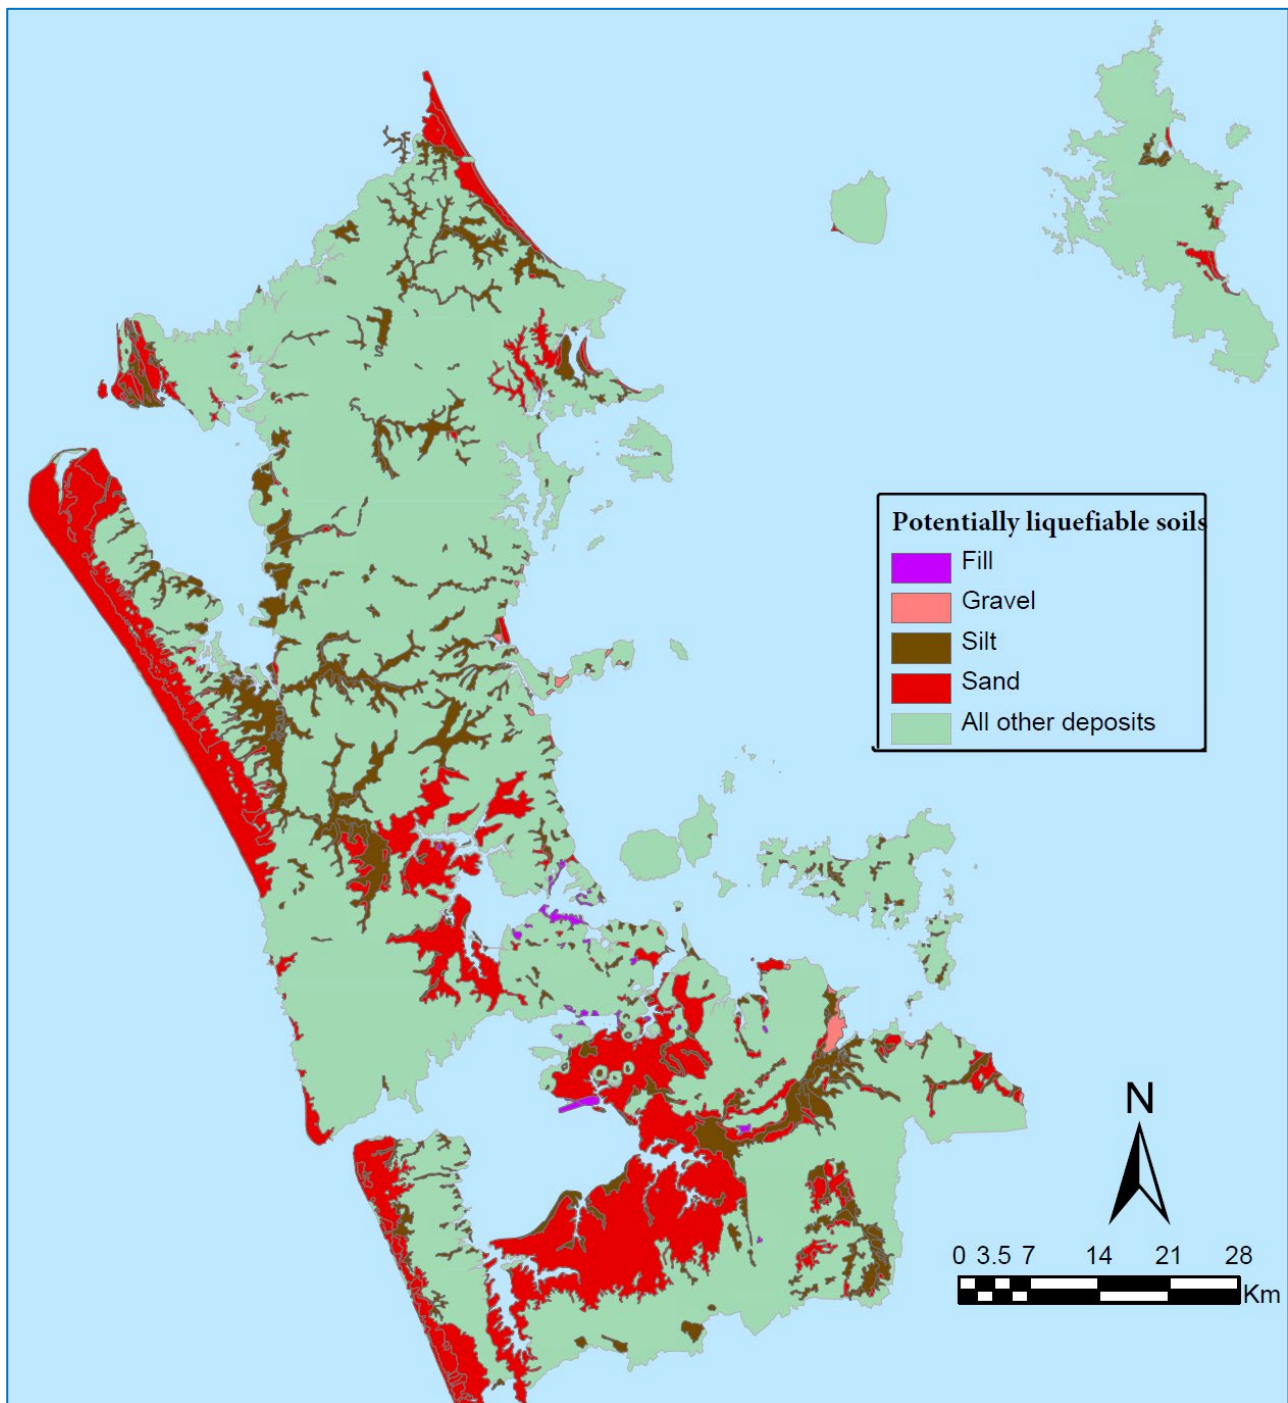 Potentially liquefiable soils
Fill
Gravel
Silt
Sand
All other deposits
N
0 3.5 7 14 21 28
Km